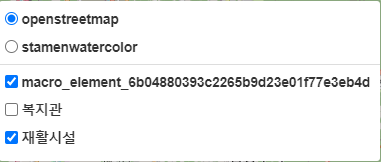 openstreetmap
stamenwatercolor
macro_element_6b04880393c2265b9d23e01f77e3eb4d
복지관
재활시설